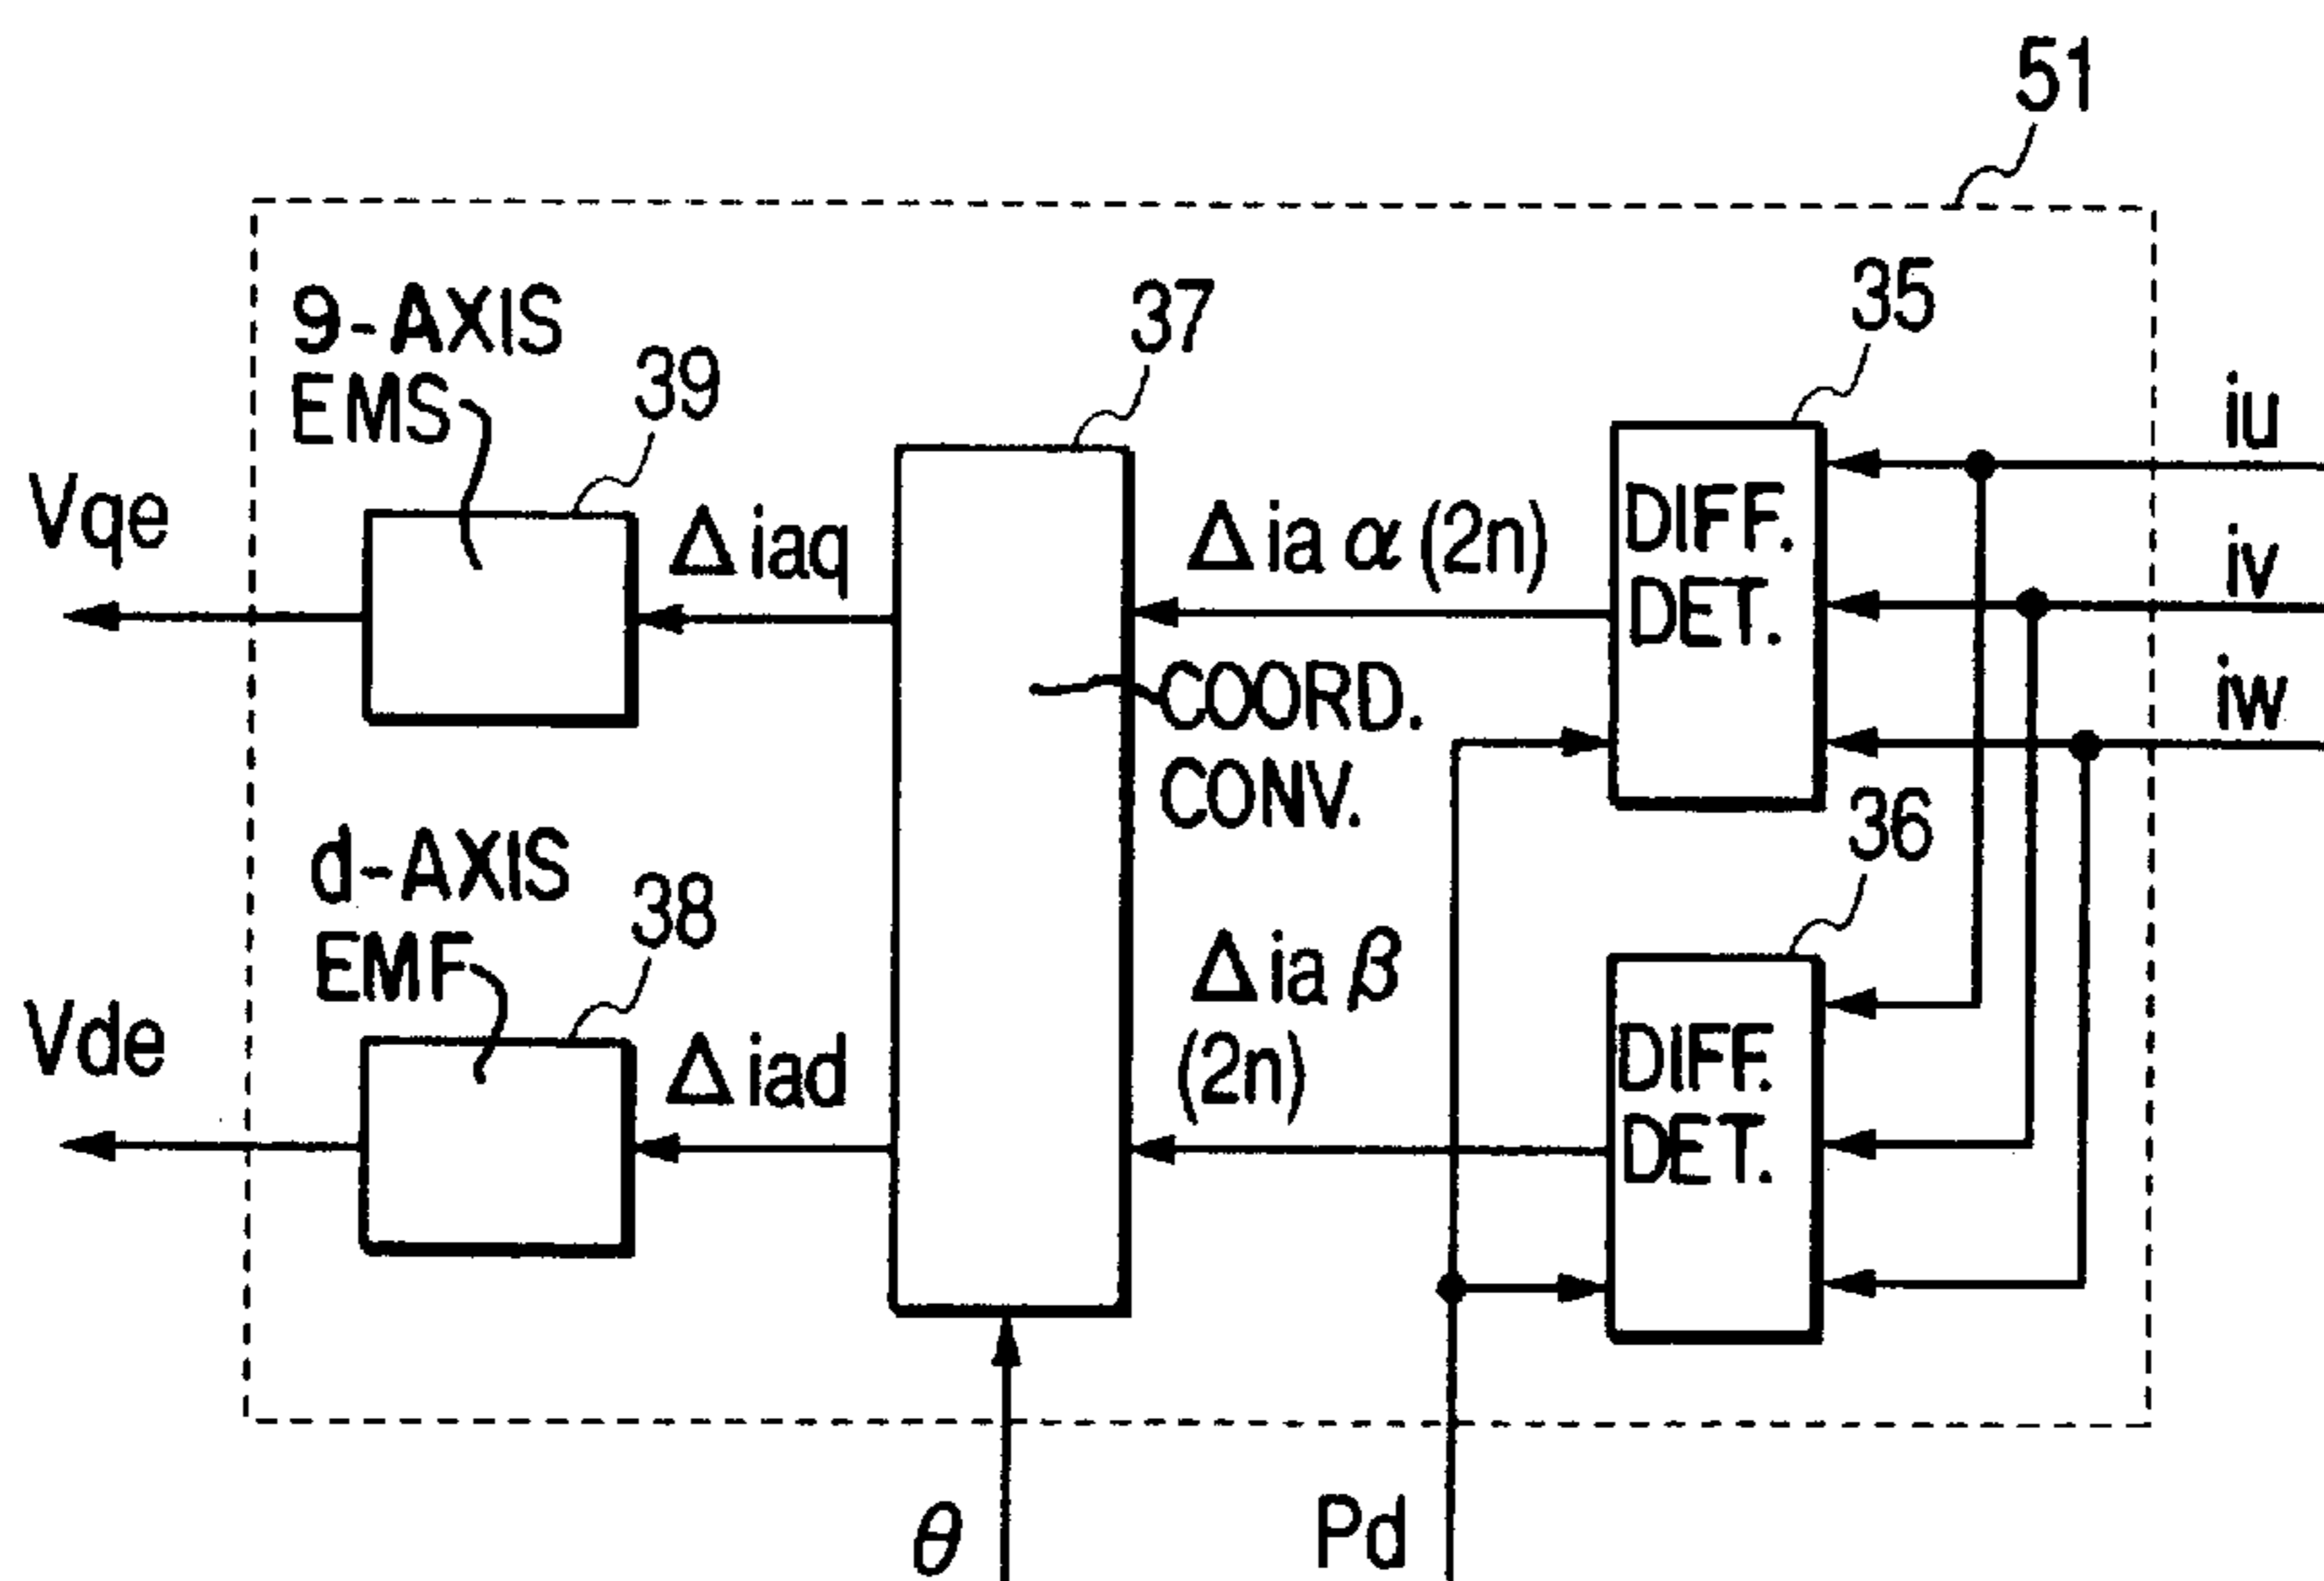 51
9-AXIS
EMS
39
37
35
iu
Vqe
Δiaq
Δia α (2n)
DIFF.
DET.
iv
COORD.
CONV.
iw
36
d-AXIS
EMF
38
Vde
Δiad
Δia β
(2n)
DIFF.
DET.
θ
Pd